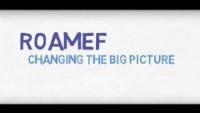 ROAMEF
CHANGING THE BIG PICTURE